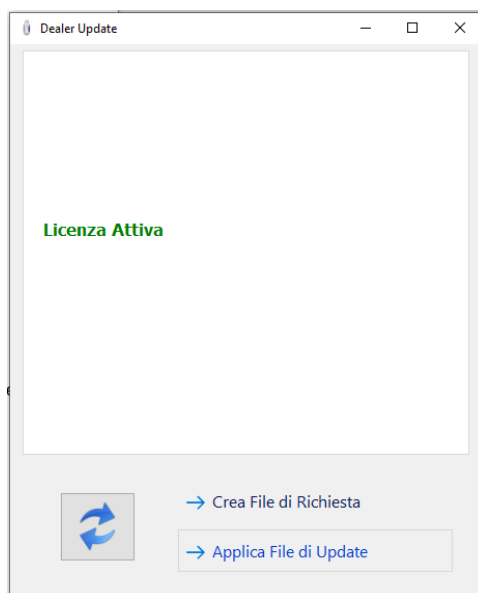 Dealer Update
Licenza Attiva
Crea File di Richiesta
Applica File di Update